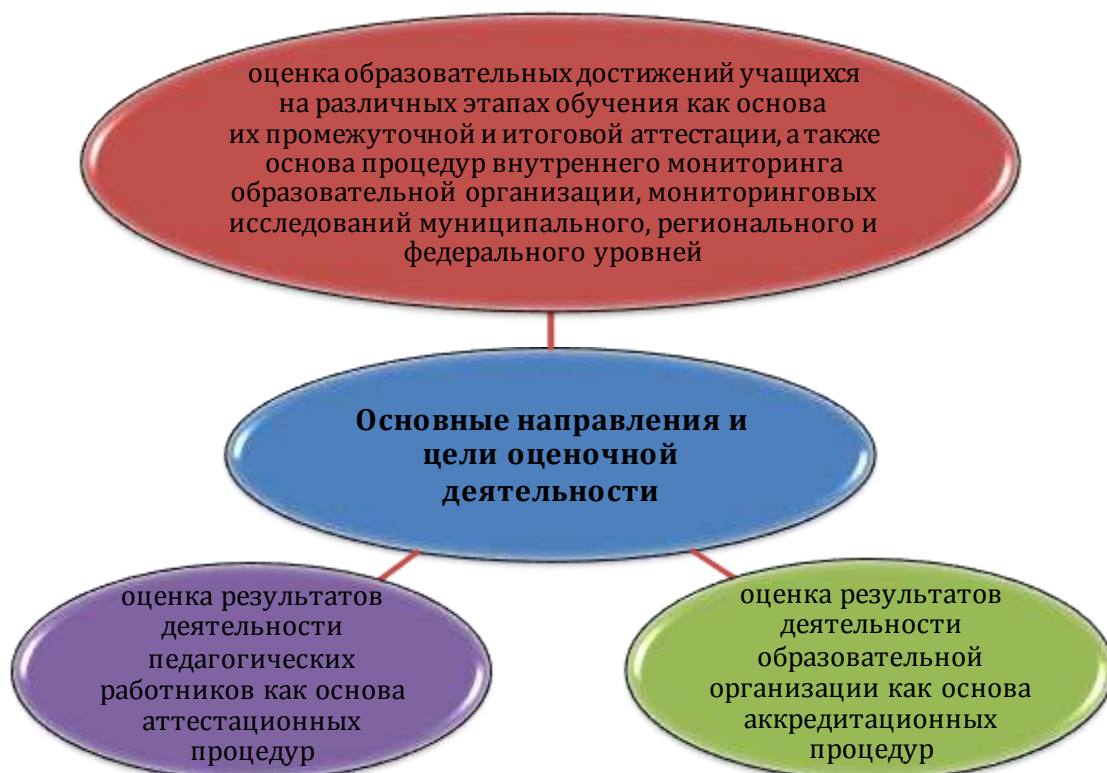 оценка образовательных достижений учащихся
на различных этапах обучения как основа
их промежуточной и итоговой аттестации, а также
основа процедур внутреннего мониторинга
образовательной организации, мониторинговых
исследований муниципального, регионального и
федерального уровней
Основные направления и
цели оценочной
деятельности
оценка результатов
деятельности
педагогических
работников как основа
аттестационных
процедур
оценка результатов
деятельности
образовательной
организации как основа
аккредитационных
процедур